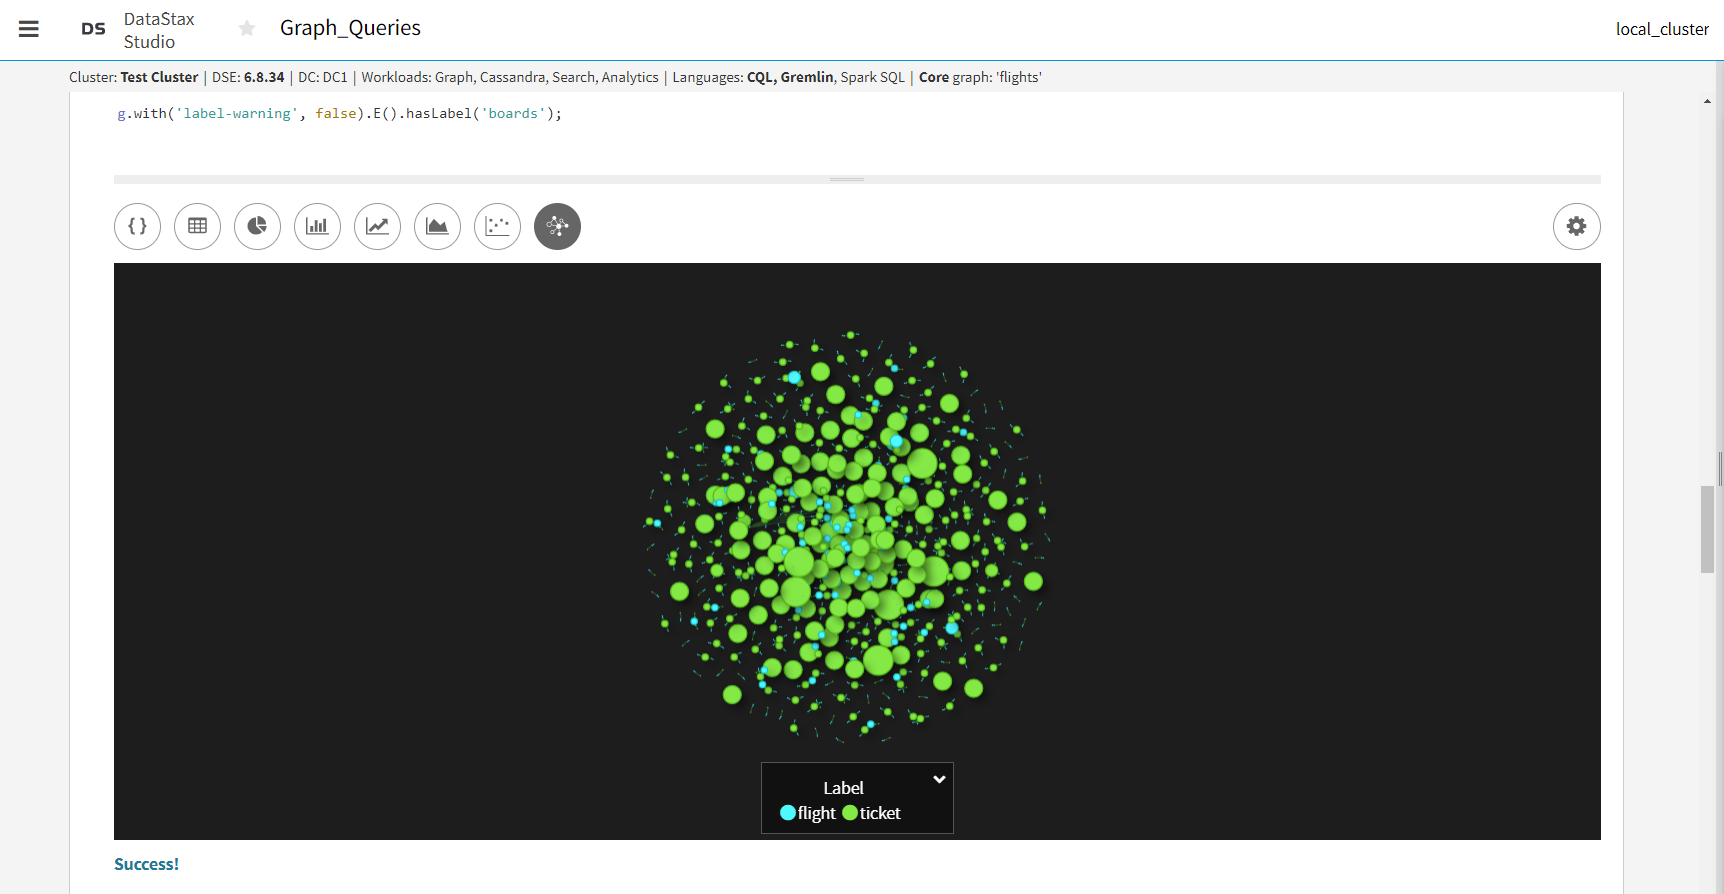 DS DataStax Studio Graph_Queries local_cluster
Cluster: Test Cluster | DSE: 6.8.34 | DC: DC1 | Workloads: Graph, Cassandra, Search, Analytics | Languages: CQL, Gremlin, Spark SQL | Core graph: 'flights'
g.with('label-warning', false).E().hasLabel('boards');
{}
Label
flight ticket
Success!